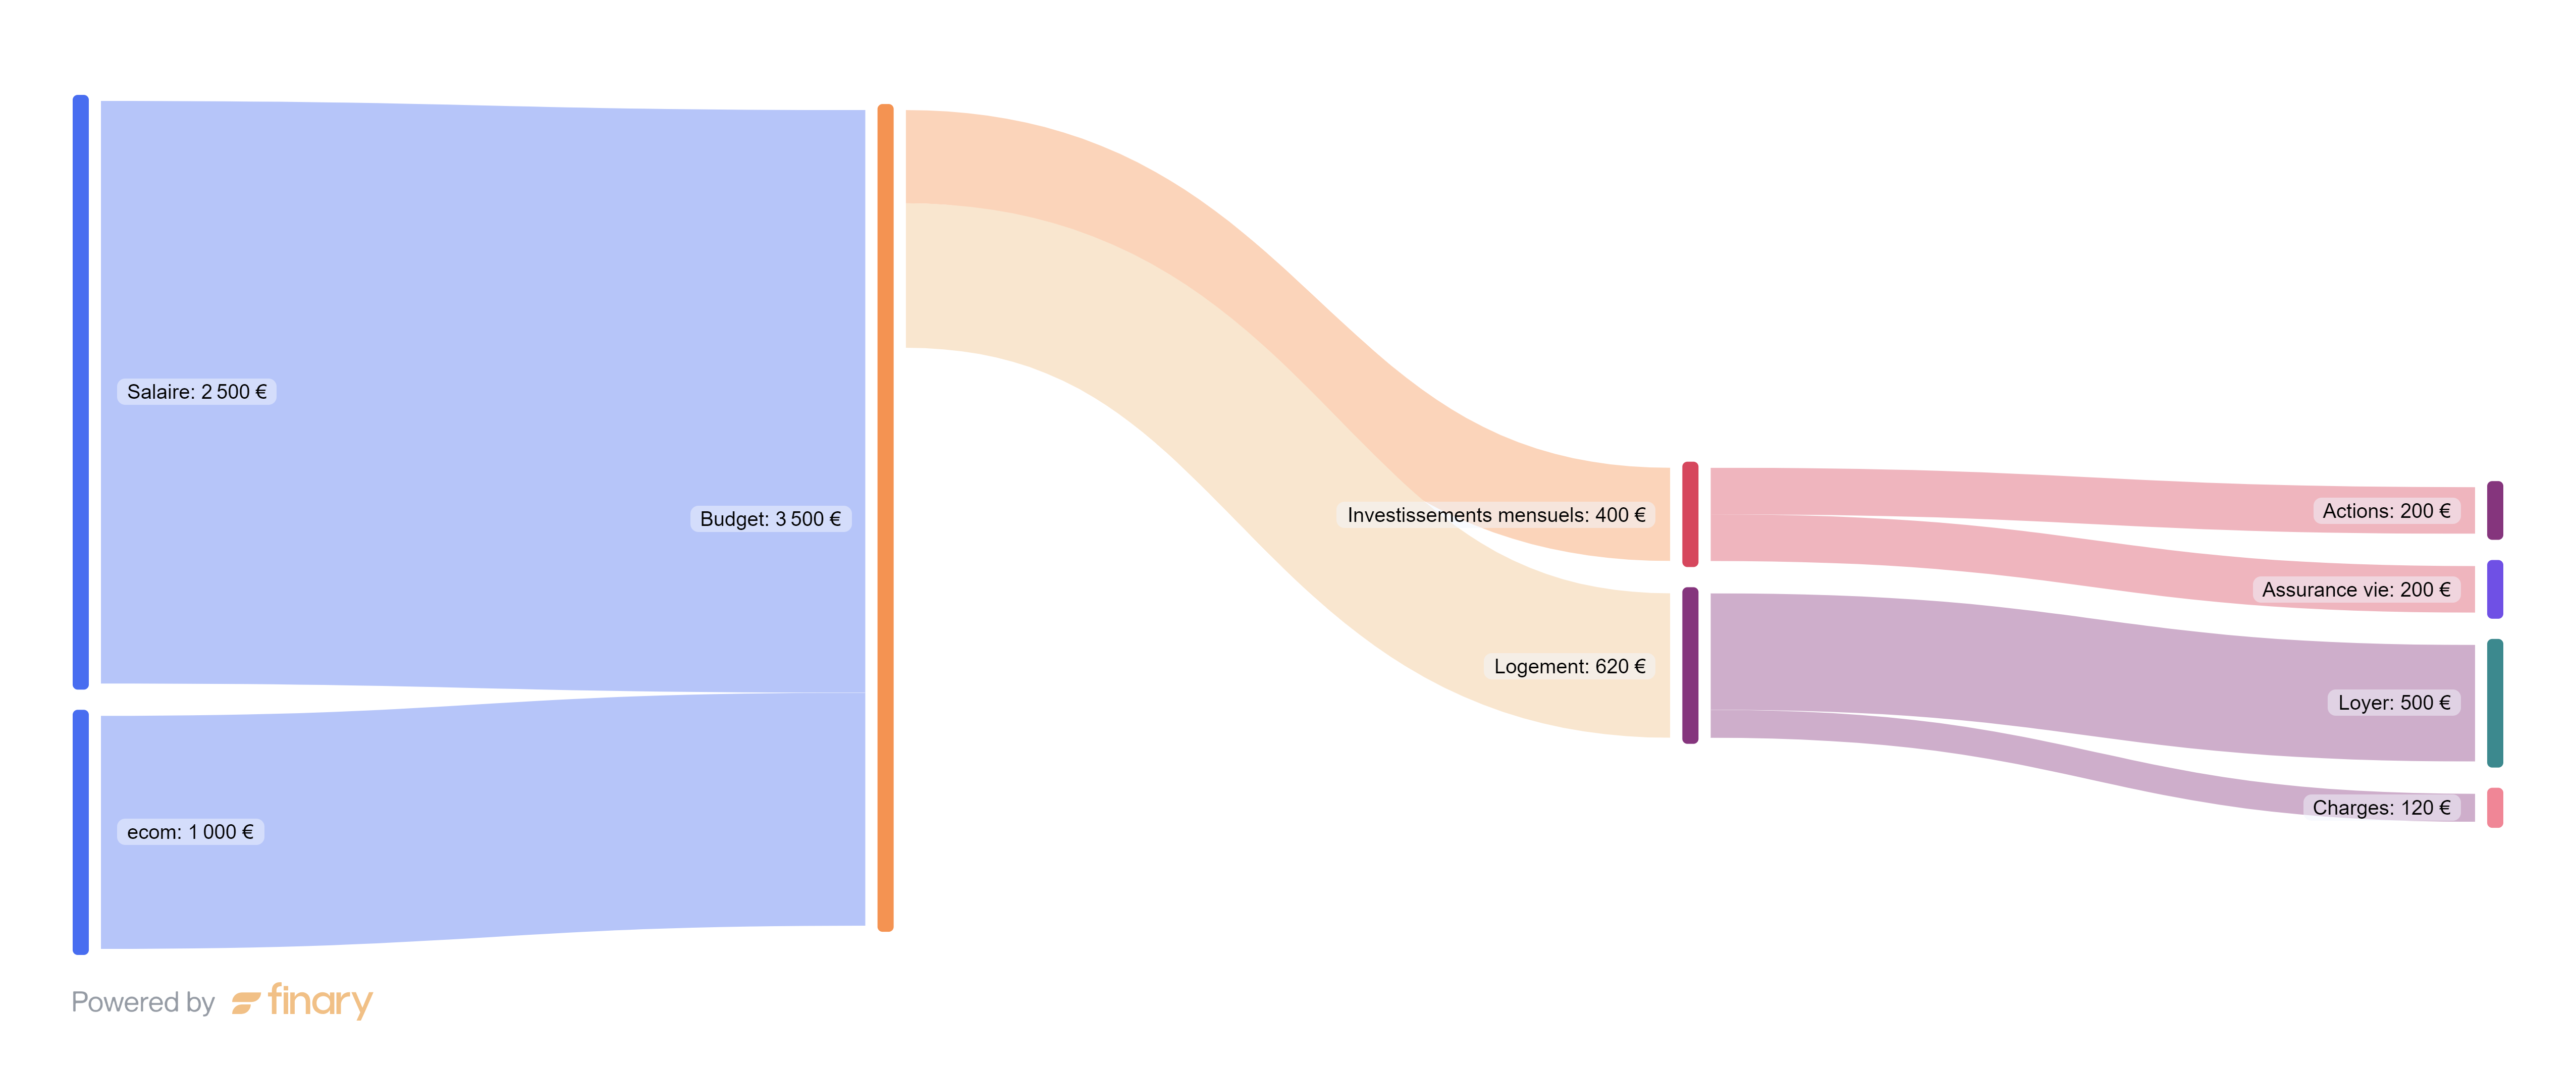 Salaire: 2 500 €
Budget: 3 500 €
ecom: 1 000 €
Investissements mensuels: 400 €
Logement: 620 €
Actions: 200 €
Assurance vie: 200 €
Loyer: 500 €
Charges: 120 €
Powered by finary